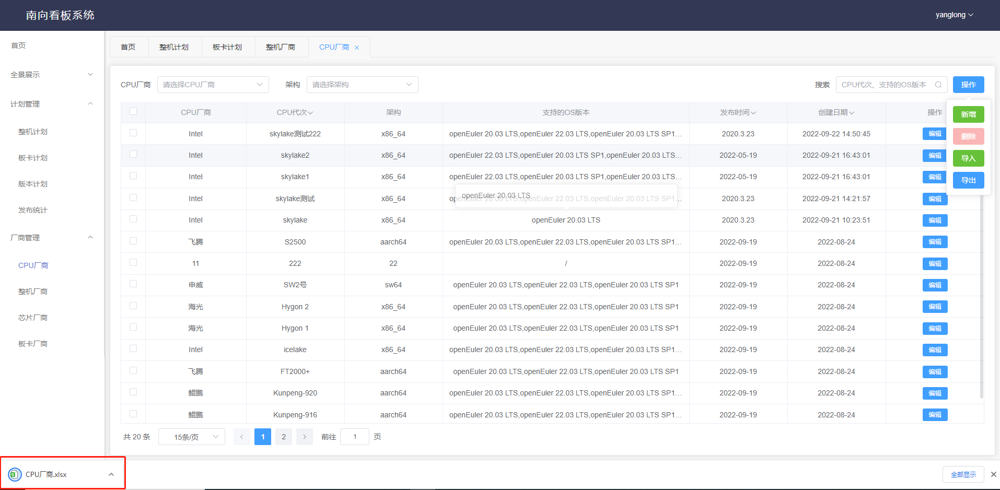 南向看板系统
yanglong
首页
全景展示
计划管理
整机计划
板卡计划
版本计划
发布统计
厂商管理
CPU厂商
整机厂商
芯片厂商
板卡厂商
首页 整机计划 板卡计划 整机厂商 CPU厂商
CPU厂商 请选择CPU厂商 架构 请选择架构 搜索 CPU代次、支持的OS版本 操作
CPU厂商 CPU代次 架构 支持的OS版本 发布时间 创建日期 操作
Intel skylake测试222 x86_64 openEuler 20.03 LTS,openEuler 22.03 LTS,openEuler 20.03 LTS SP1... 2020.3.23 2022-09-22 14:50:45 编辑
Intel skylake2 x86_64 openEuler 22.03 LTS,openEuler 20.03 LTS SP1,openEuler 20.03 LTS... 2022-05-19 2022-09-21 16:43:01 编辑
Intel skylake1 x86_64 openEuler 22.03 LTS,openEuler 20.03 LTS SP1,openEuler 20.03 LTS... 2022-05-19 2022-09-21 16:43:01 编辑
openEuler 20.03 LTS
Intel skylake测试 x86_64 openEuler 20.03 LTS,openEuler 22.03 LTS,openEuler 20.03 LTS SP1... 2020.3.23 2022-09-21 14:21:57 编辑
Intel skylake x86_64 openEuler 20.03 LTS 2020.3.23 2022-09-21 10:23:51 编辑
飞腾 S2500 aarch64 openEuler 20.03 LTS,openEuler 22.03 LTS,openEuler 20.03 LTS SP1... 2022-09-19 2022-08-24 编辑
11 222 22 / 2022-09-19 2022-08-24 编辑
申威 SW2号 sw64 openEuler 20.03 LTS,openEuler 22.03 LTS,openEuler 20.03 LTS SP1 2022-09-19 2022-08-24 编辑
海光 Hygon 2 x86_64 openEuler 20.03 LTS,openEuler 22.03 LTS,openEuler 20.03 LTS SP1 2022-09-19 2022-08-24 编辑
海光 Hygon 1 x86_64 openEuler 20.03 LTS,openEuler 22.03 LTS,openEuler 20.03 LTS SP1 2022-09-19 2022-08-24 编辑
Intel icelake x86_64 openEuler 20.03 LTS,openEuler 22.03 LTS,openEuler 20.03 LTS SP1... 2022-09-19 2022-08-24 编辑
飞腾 FT2000+ aarch64 openEuler 20.03 LTS,openEuler 22.03 LTS,openEuler 20.03 LTS SP1 2022-09-19 2022-08-24 编辑
鲲鹏 Kunpeng-920 aarch64 openEuler 20.03 LTS,openEuler 22.03 LTS,openEuler 20.03 LTS SP1... 2022-09-19 2022-08-24 编辑
鲲鹏 Kunpeng-916 aarch64 openEuler 20.03 LTS,openEuler 22.03 LTS,openEuler 20.03 LTS SP1... 2022-09-19 2022-08-24 编辑
新增
删除
导入
导出
共 20 条 15条/页 1 2 前往 1 页
CPU厂商.xlsx
全部显示